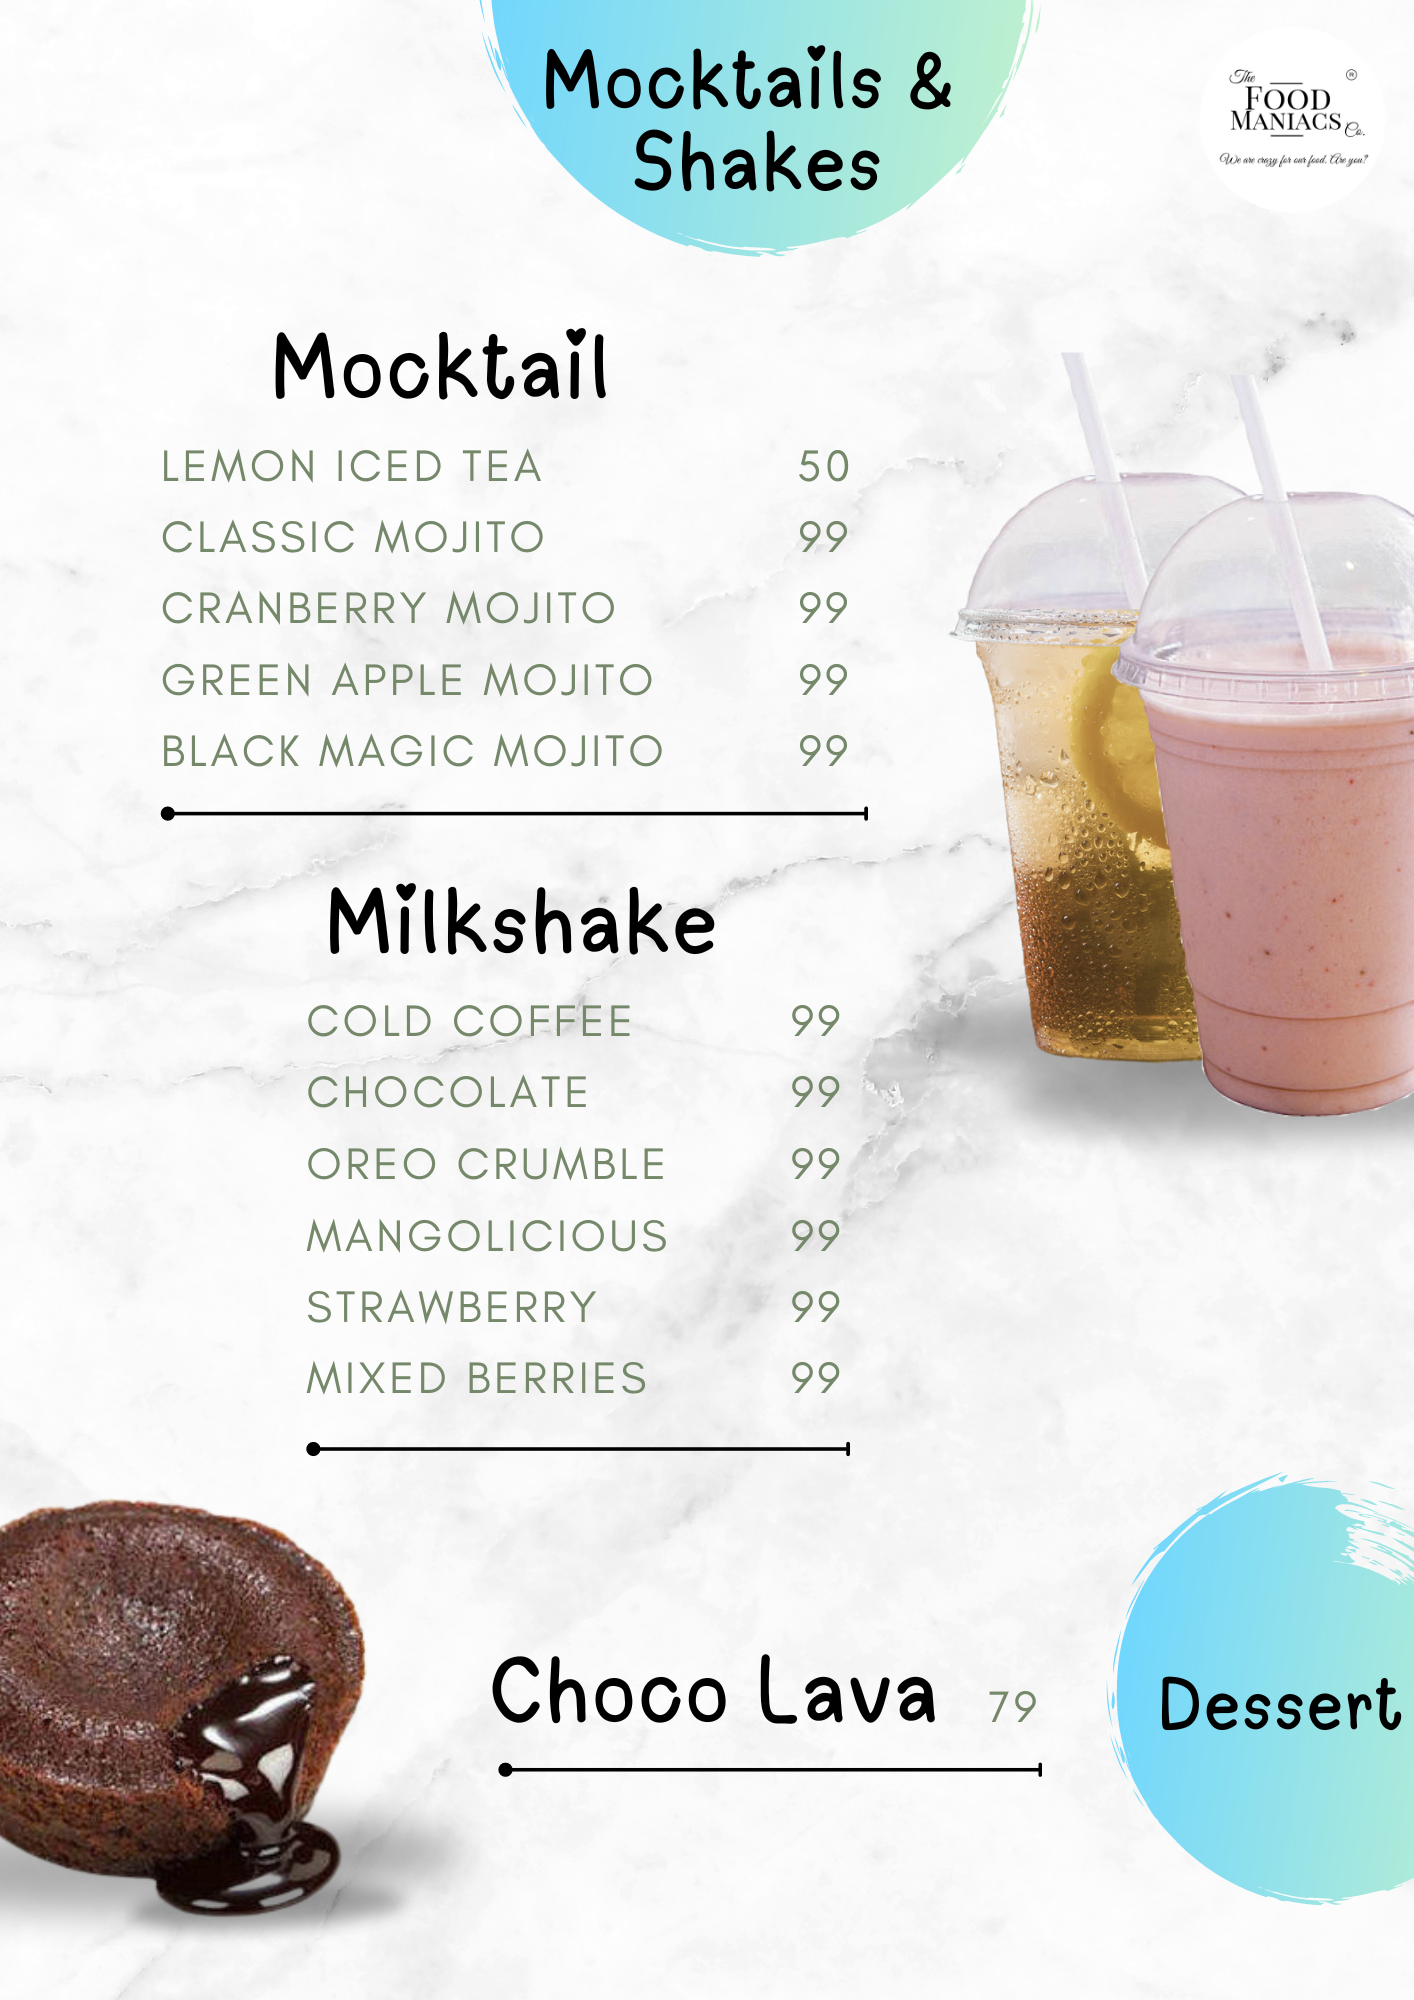 Mocktails &
Shakes
The
FOOD
MANIACS
Co.
®
We are crazy for our food. Are you?
Mocktail
LEMON ICED TEA 50
CLASSIC MOJITO 99
CRANBERRY MOJITO 99
GREEN APPLE MOJITO 99
BLACK MAGIC MOJITO 99
Milkshake
COLD COFFEE 99
CHOCOLATE 99
OREO CRUMBLE 99
MANGOLICIOUS 99
STRAWBERRY 99
MIXED BERRIES 99
Choco Lava 79
Dessert